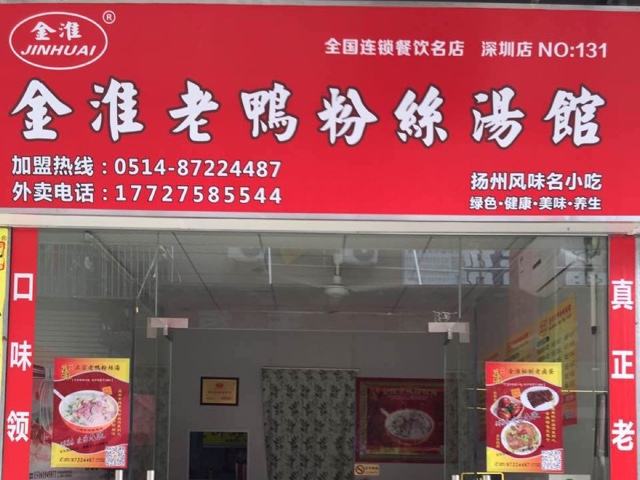 金淮
JINHUAI
®
全国连锁餐饮名店 深圳店 NO:131
金淮老鴨粉絲湯館
加盟热线：0514-87224487
外卖电话：17727585544
扬州风味名小吃
绿色·健康·美味·养生
口味领
真正老